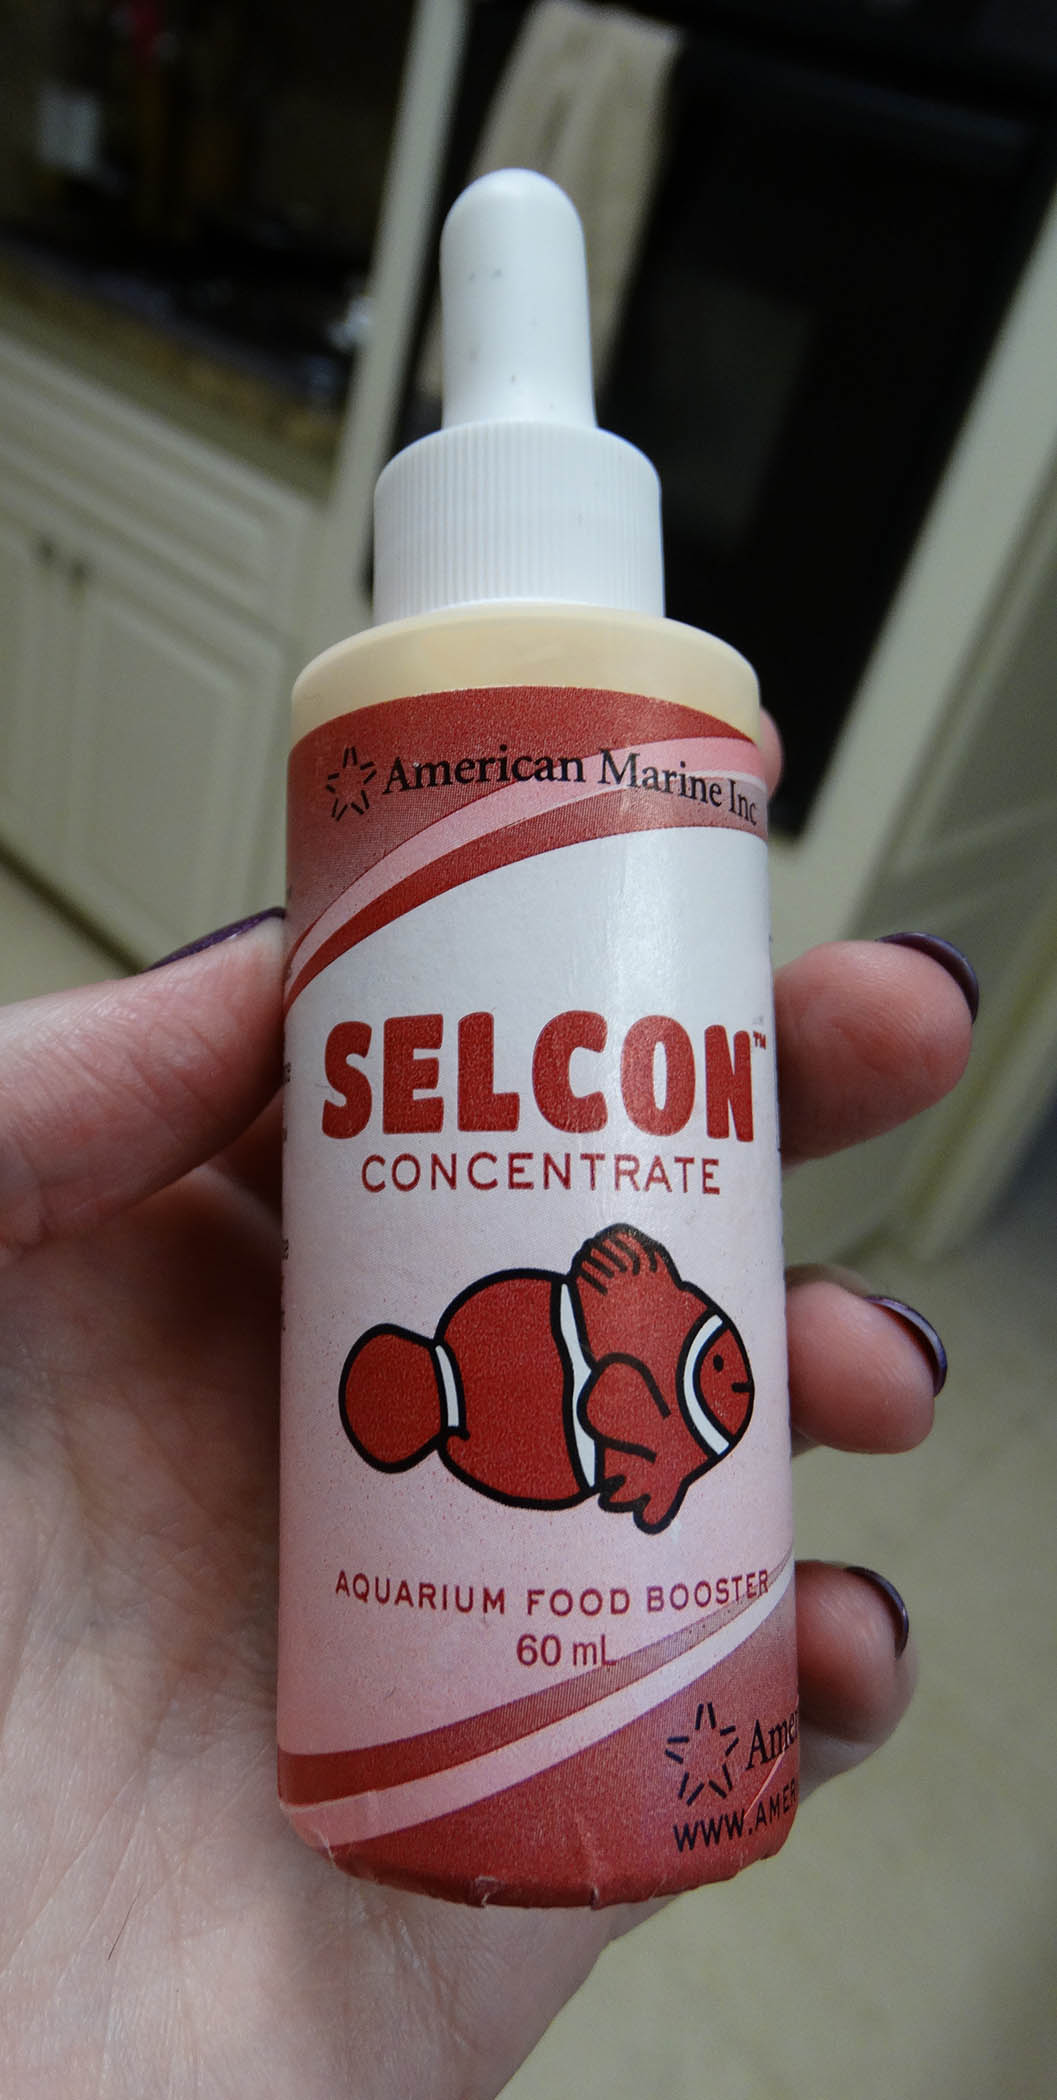 American Marine Inc
SELCON™
CONCENTRATE
AQUARIUM FOOD BOOSTER
60 mL